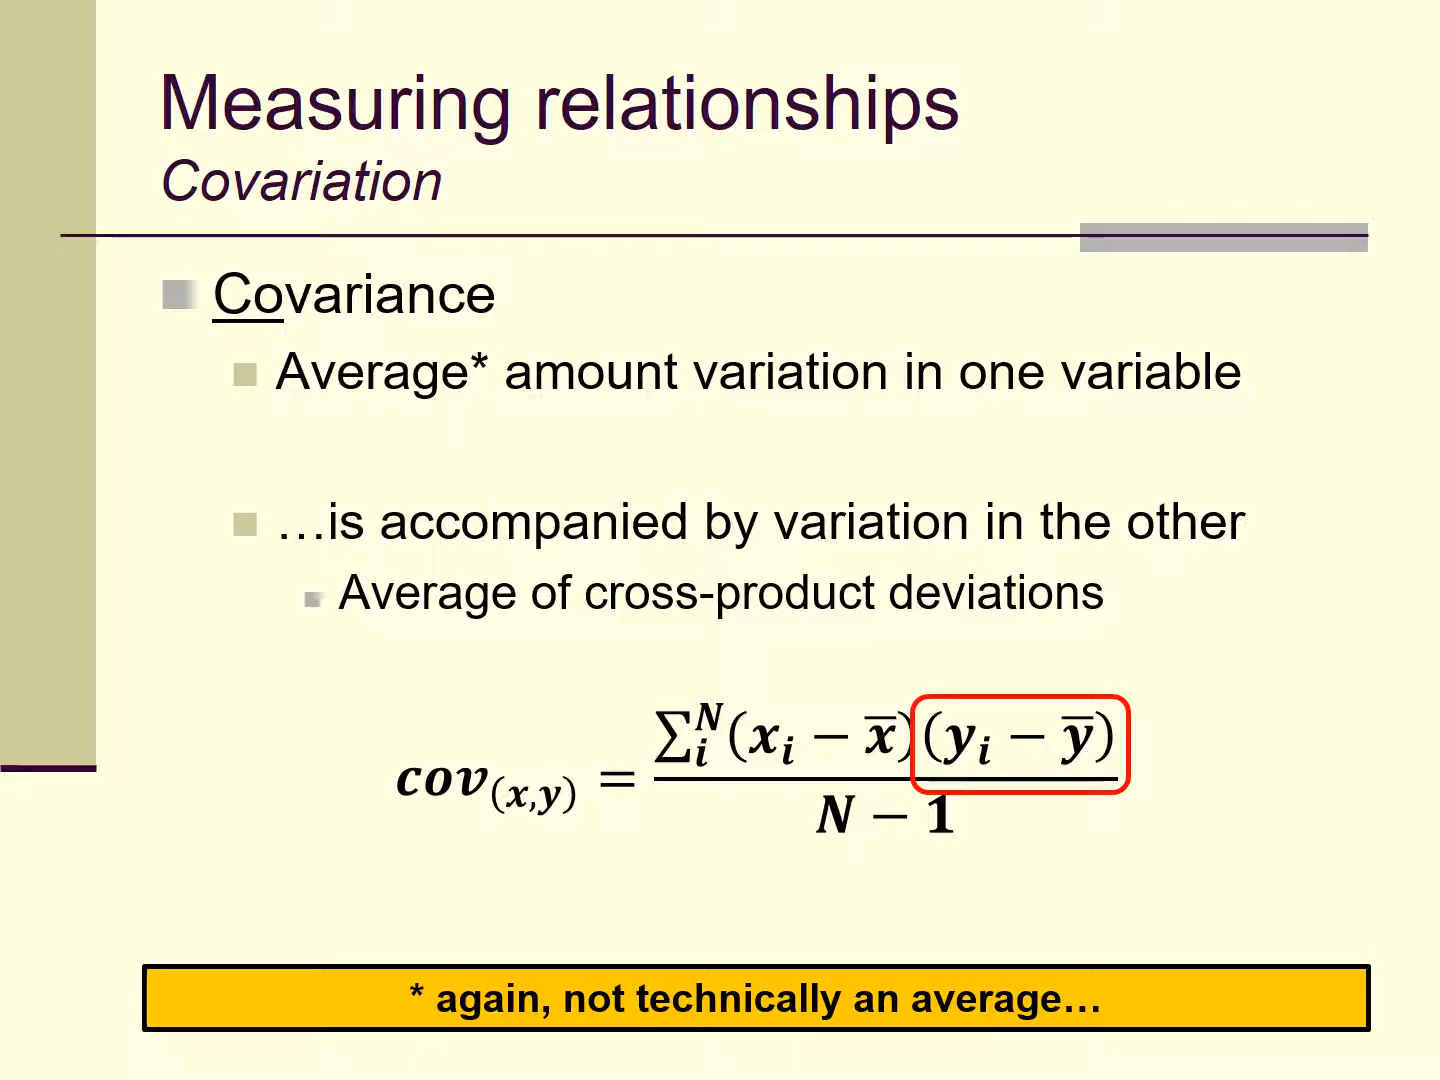 Measuring relationships
Covariation
Covariance
Average* amount variation in one variable
…is accompanied by variation in the other
Average of cross-product deviations
cov(x,y) = ∑ᵢᴺ(xᵢ − x̅)(yᵢ − y̅) / N − 1
* again, not technically an average…